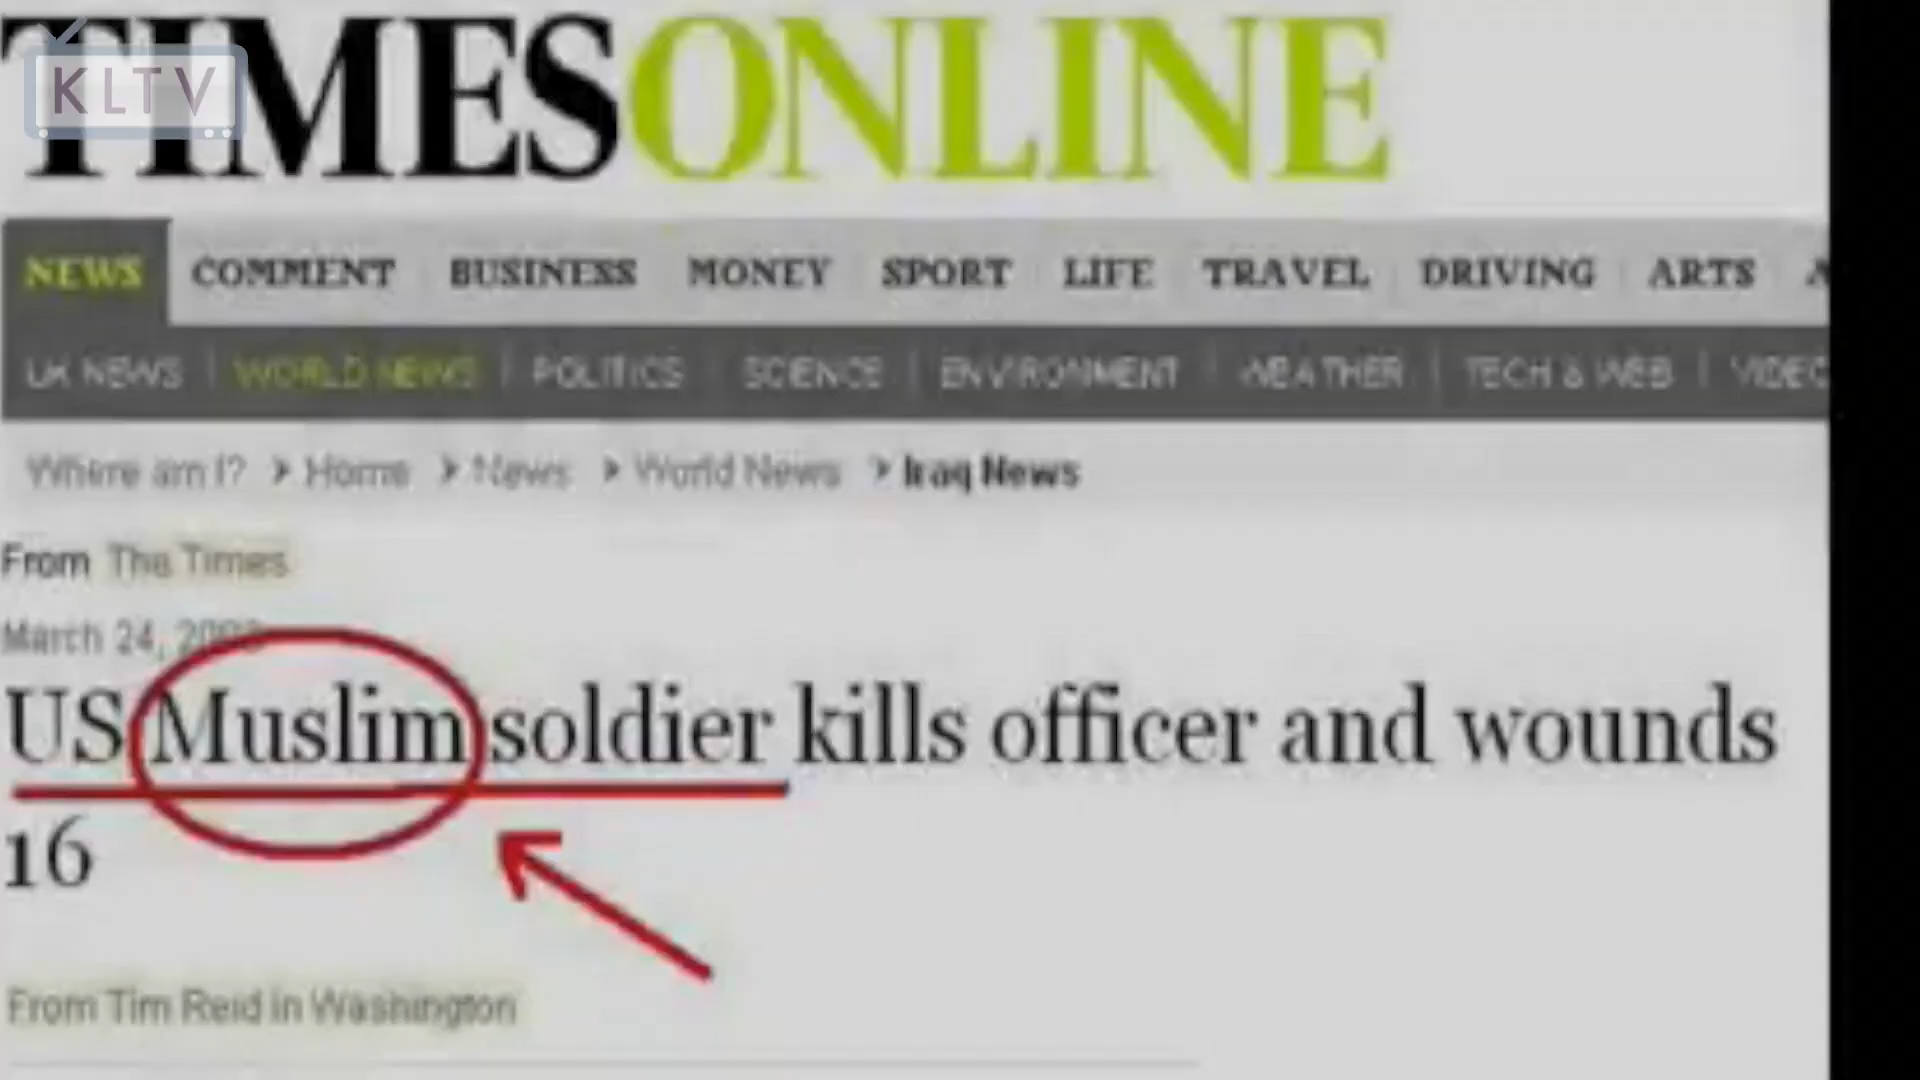 TIMESONLINE
KLTV
NEWS COMMENT BUSINESS MONEY SPORT LIFE TRAVEL DRIVING ARTS
UK NEWS WORLD NEWS POLITICS SCIENCE ENVIRONMENT WEATHER TECH & WEB VIDEO
Where am I? Home News World News Iraq News
From The Times
March 24,
US Muslim soldier kills officer and wounds
16
From Tim Reid in Washington